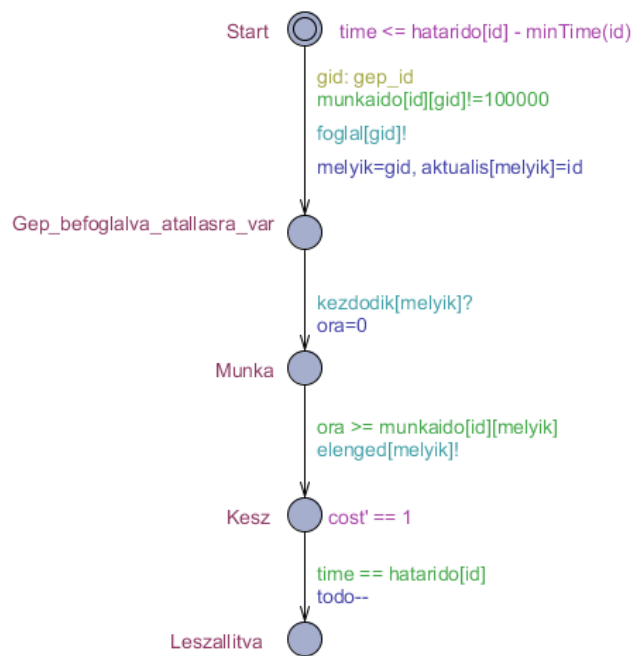 Start
time <= hatarido[id] - minTime(id)
gid: gep_id
munkaido[id][gid]!=100000
foglal[gid]!
melyik=gid, aktualis[melyik]=id
Gep_befoglalva_atallasra_var
kezdodik[melyik]?
ora=0
Munka
ora >= munkaido[id][melyik]
elenged[melyik]!
Kesz
cost' == 1
time == hatarido[id]
todo--
Leszallitva